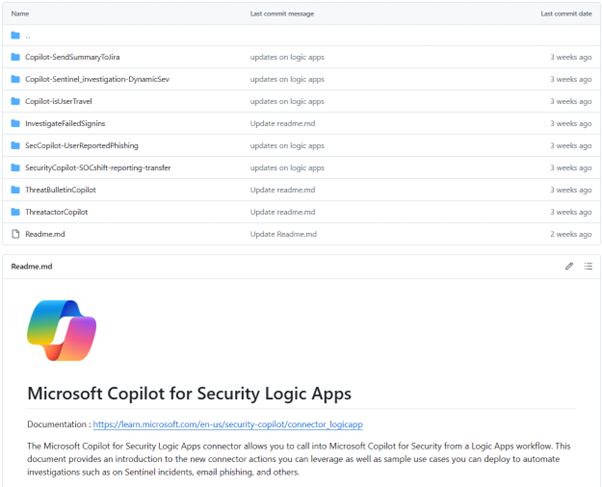 Name Last commit message Last commit date
..
Copilot-SendSummaryToJira updates on logic apps 3 weeks ago
Copilot-Sentinel_investigation-DynamicSev updates on logic apps 3 weeks ago
Copilot-isUserTravel updates on logic apps 3 weeks ago
InvestigateFailedSignins Update readme.md 3 weeks ago
SecCopilot-UserReportedPhishing updates on logic apps 3 weeks ago
SecurityCopilot-SOCshift-reporting-transfer updates on logic apps 3 weeks ago
ThreatBulletinCopilot Update readme.md 3 weeks ago
ThreatactorCopilot Update readme.md 3 weeks ago
Readme.md Update Readme.md 2 weeks ago
Readme.md
Microsoft Copilot for Security Logic Apps
Documentation : https://learn.microsoft.com/en-us/security-copilot/connector_logicapp
The Microsoft Copilot for Security Logic Apps connector allows you to call into Microsoft Copilot for Security from a Logic Apps workflow. This
document provides an introduction to the new connector actions you can leverage as well as sample use cases you can deploy to automate
investigations such as on Sentinel incidents, email phishing, and others.